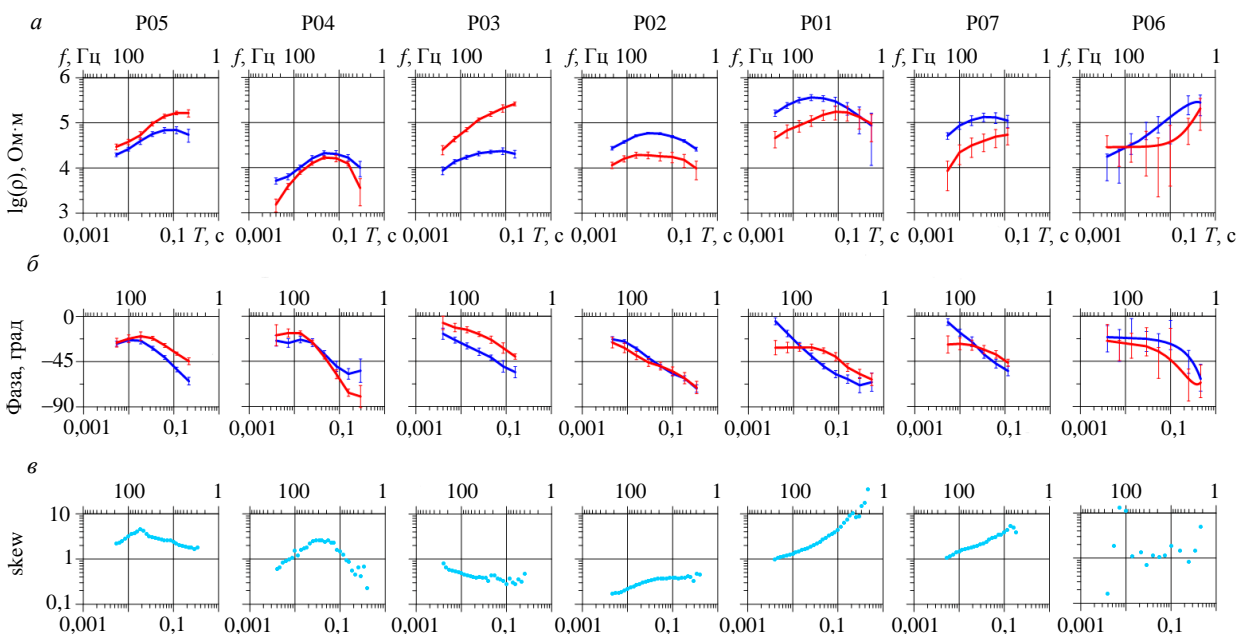 а P05 P04 P03 P02 P01 P07 P06
f, Гц 100 1 f, Гц 100 1 f, Гц 100 1 f, Гц 100 1 f, Гц 100 1 f, Гц 100 1 f, Гц 100 1
6
5
4
3
lg(ρ), Ом·м
0,001 0,1 T, с 0,001 0,1 T, с 0,001 0,1 T, с 0,001 0,1 T, с 0,001 0,1 T, с 0,001 0,1 T, с 0,001 0,1 T, с
б
100 1 100 1 100 1 100 1 100 1 100 1 100 1
0
–45
–90
Фаза, град
0,001 0,1 0,001 0,1 0,001 0,1 0,001 0,1 0,001 0,1 0,001 0,1 0,001 0,1
в
100 1 100 1 100 1 100 1 100 1 100 1 100 1
10
1
0,1
skew
0,001 0,1 0,001 0,1 0,001 0,1 0,001 0,1 0,001 0,1 0,001 0,1 0,001 0,1